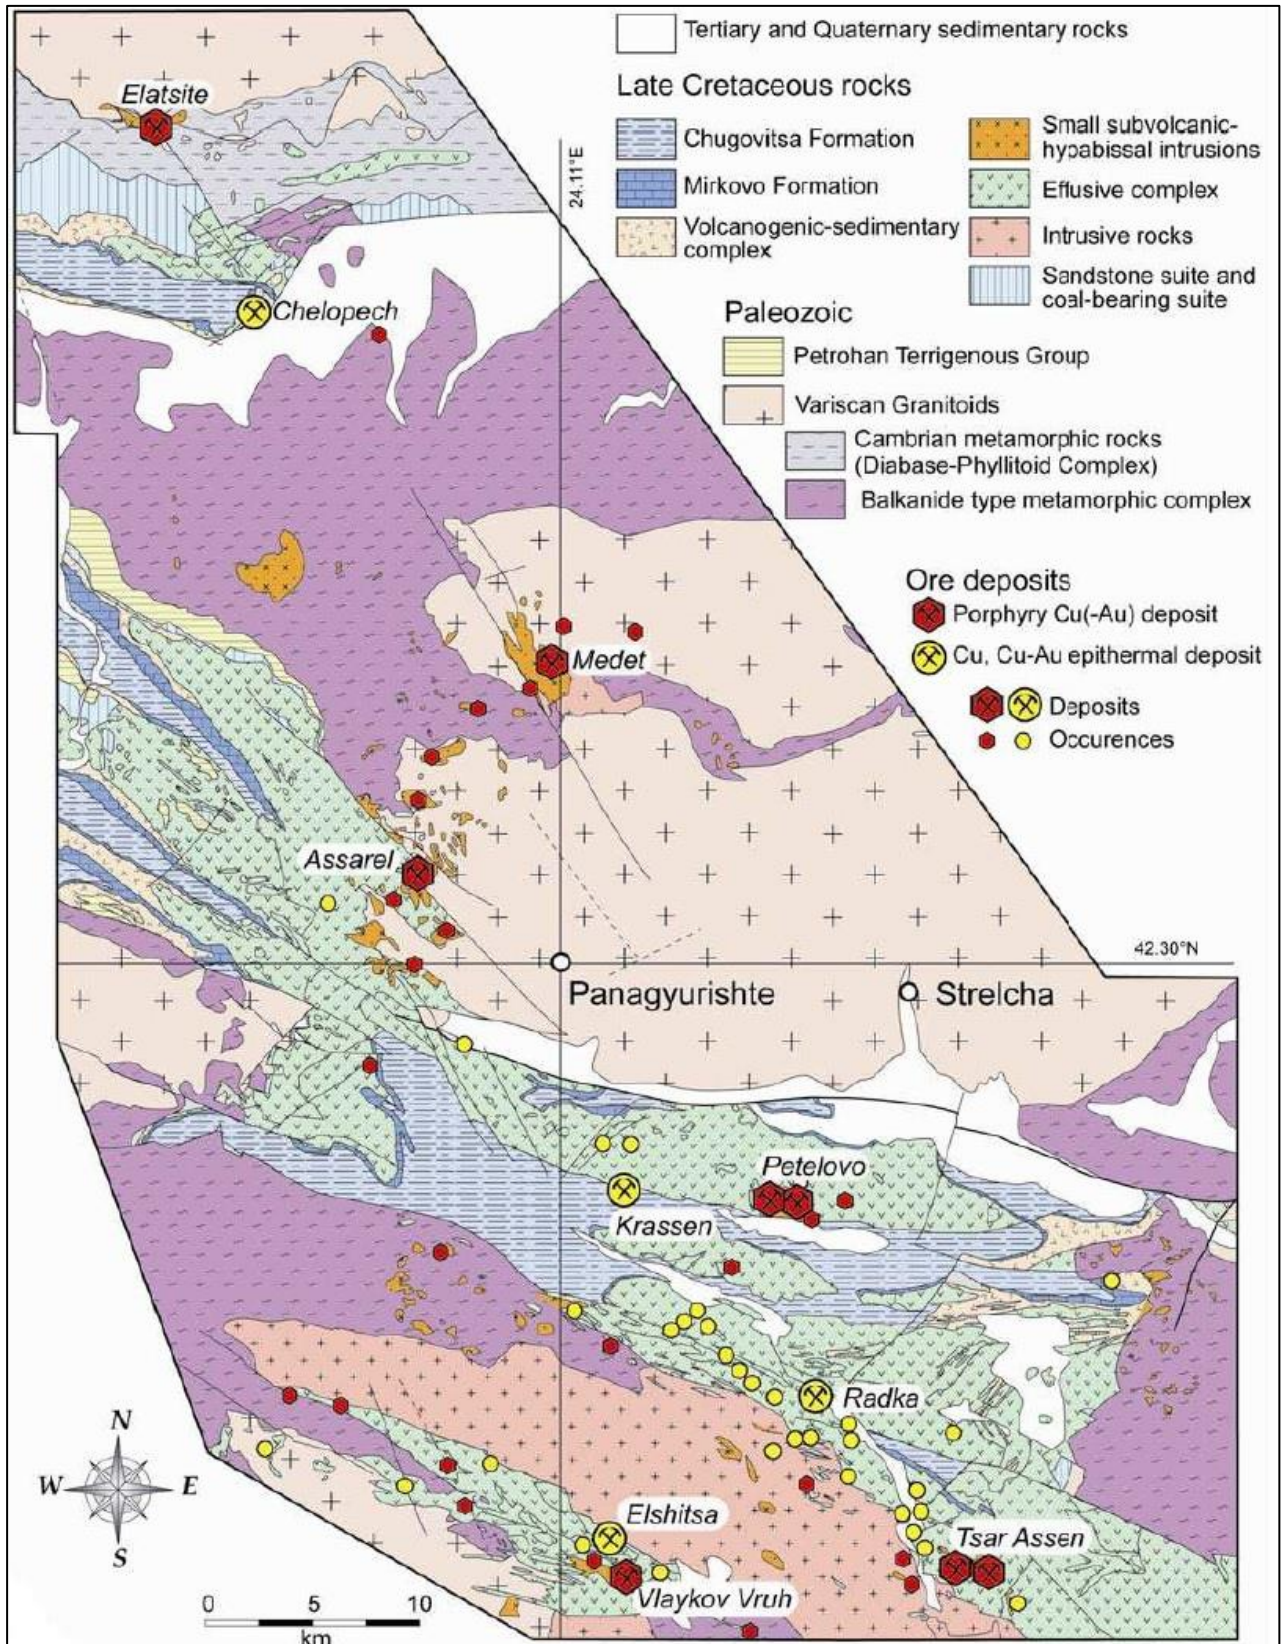 Tertiary and Quaternary sedimentary rocks
Late Cretaceous rocks
Chugovitsa Formation
Mirkovo Formation
Volcanogenic-sedimentary
complex
Small subvolcanic-
hypabissal intrusions
Effusive complex
Intrusive rocks
Sandstone suite and
coal-bearing suite
Paleozoic
Petrohan Terrigenous Group
Variscan Granitoids
Cambrian metamorphic rocks
(Diabase-Phyllitoid Complex)
Balkanide type metamorphic complex
Ore deposits
Porphyry Cu(-Au) deposit
Cu, Cu-Au epithermal deposit
Deposits
Occurences
24.11°E
Elatsite
Chelopech
Medet
Assarel
42.30°N
Panagyurishte
Strelcha
Petelovo
Krassen
Radka
Elshitsa
Tsar Assen
Vlaykov Vruh
N
W E
S
0 5 10
km